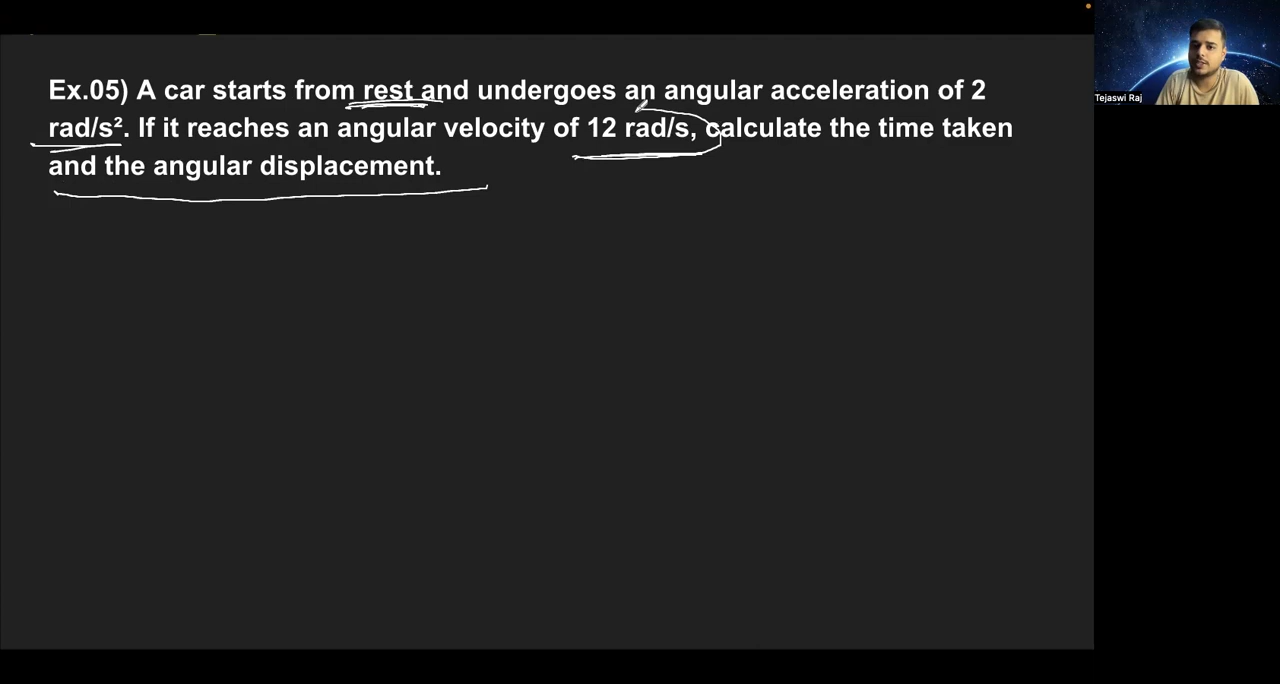 Ex.05) A car starts from rest and undergoes an angular acceleration of 2
rad/s². If it reaches an angular velocity of 12 rad/s, calculate the time taken
and the angular displacement.
Tejaswi Raj